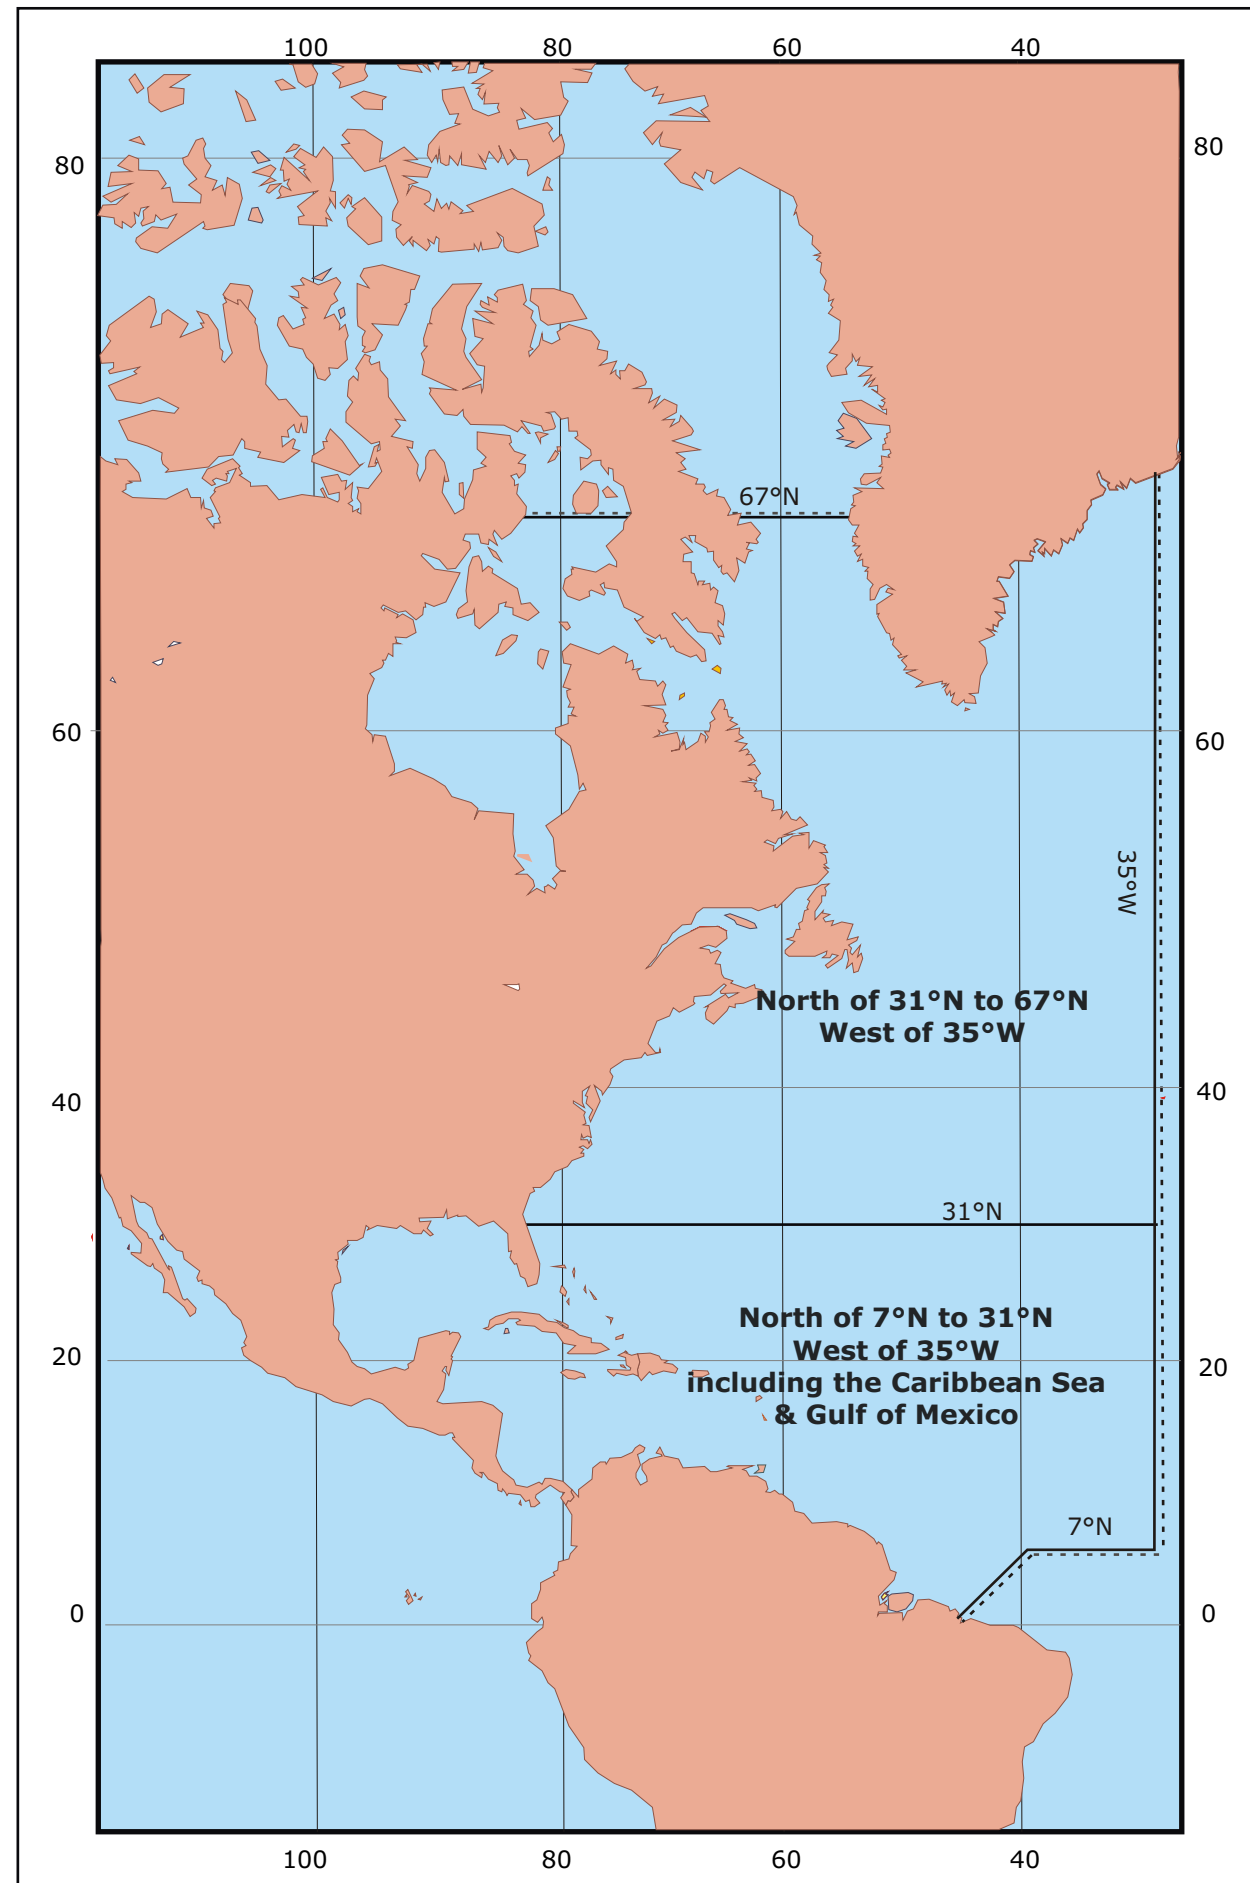 100 80 60 40
80 80
67°N
60 60
35°W
North of 31°N to 67°N
West of 35°W
40 40
31°N
North of 7°N to 31°N
West of 35°W
20 20
including the Caribbean Sea
& Gulf of Mexico
7°N
0 0
100 80 60 40